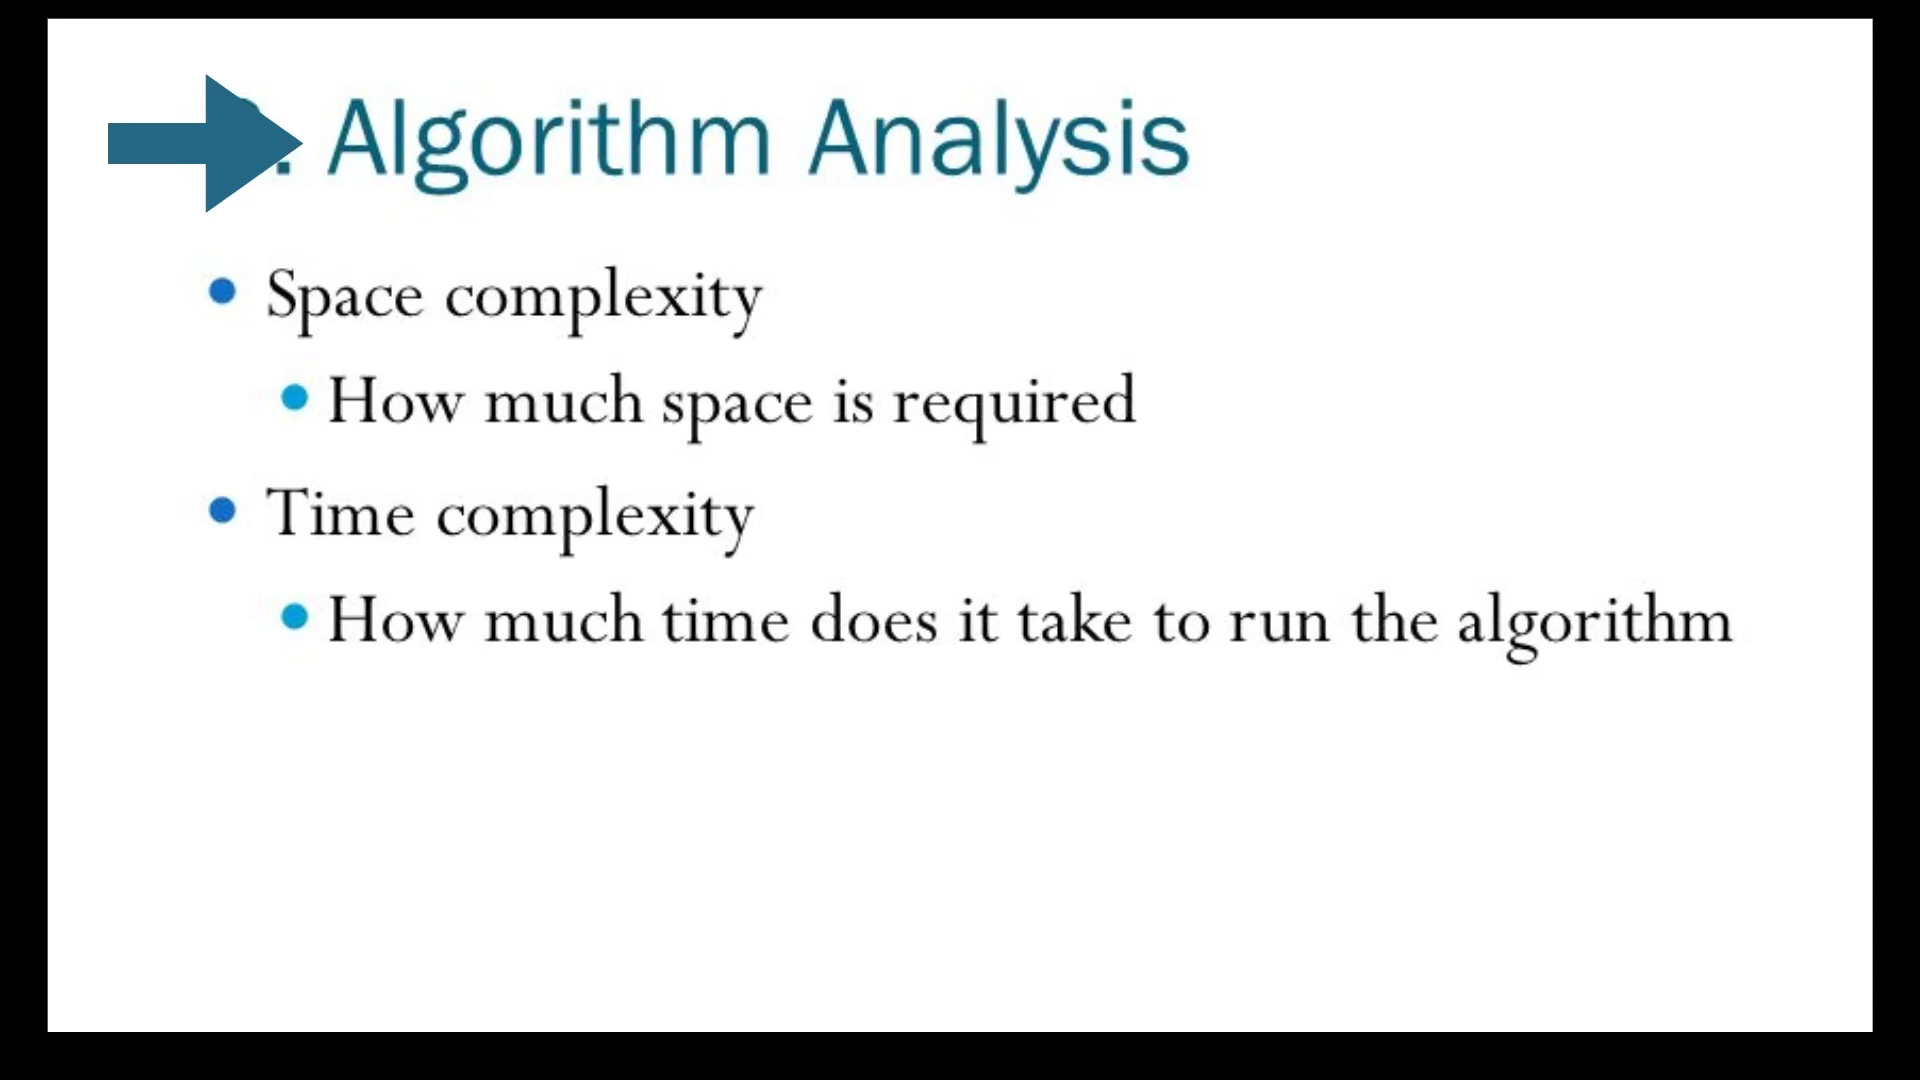 Algorithm Analysis
• Space complexity
• How much space is required
• Time complexity
• How much time does it take to run the algorithm